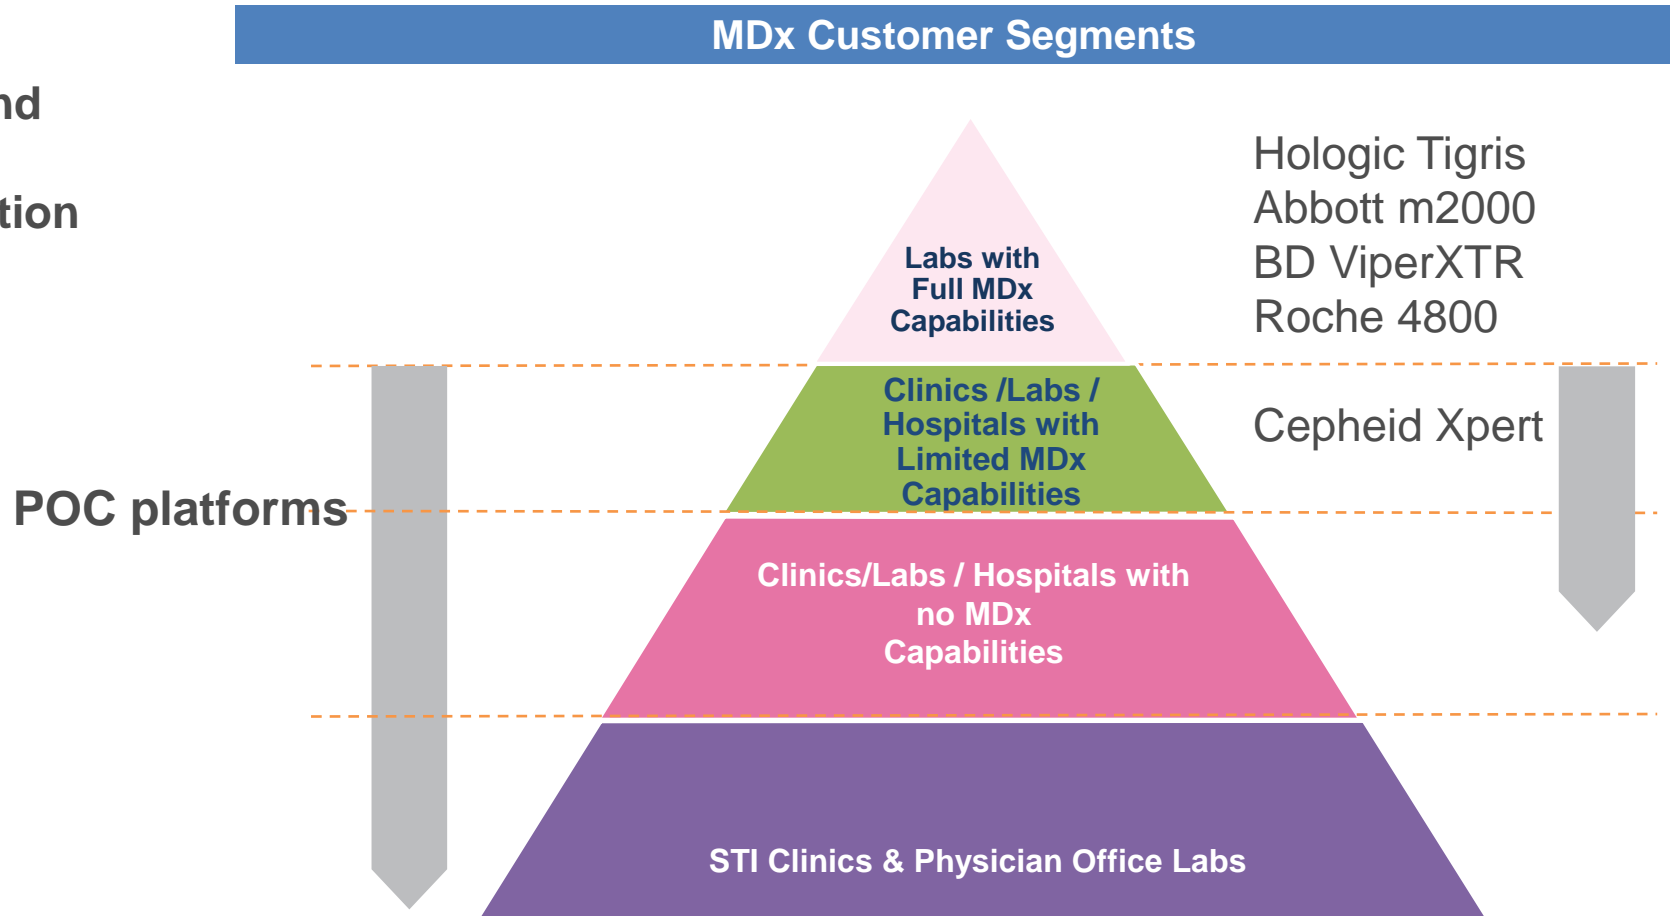 MDx Customer Segments
nd
tion
Hologic Tigris
Abbott m2000
BD ViperXTR
Roche 4800
Labs with
Full MDx
Capabilities
Clinics /Labs /
Hospitals with
Limited MDx
Capabilities
Cepheid Xpert
POC platforms
Clinics/Labs / Hospitals with
no MDx
Capabilities
STI Clinics & Physician Office Labs